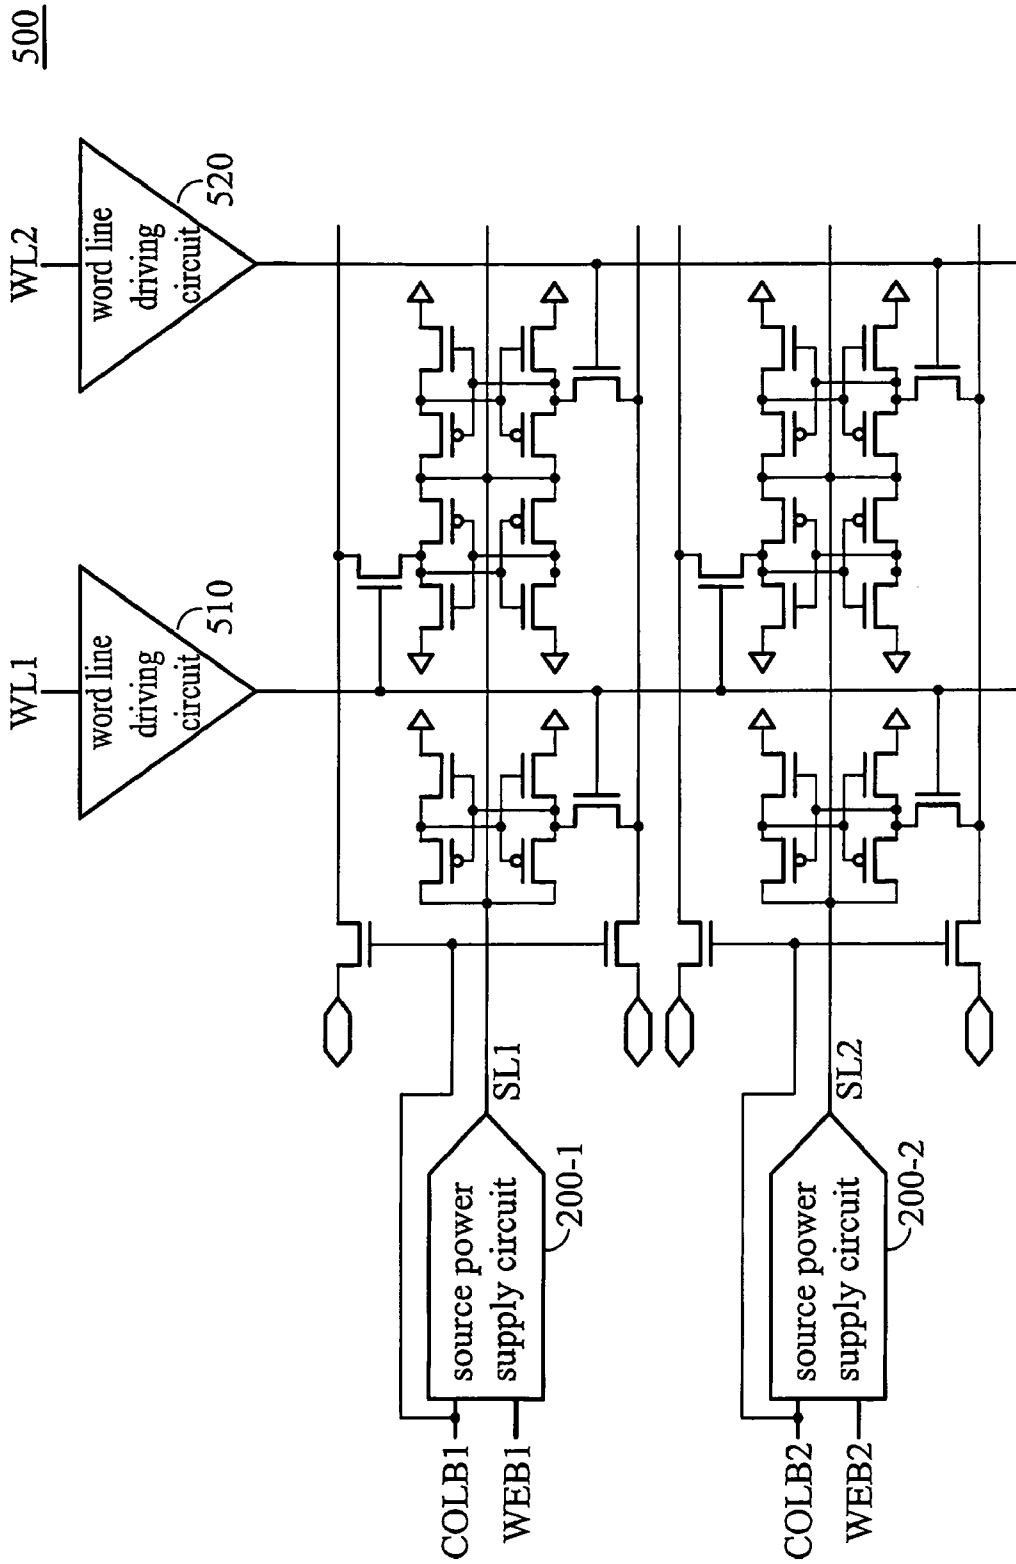 500
WL1
word line
driving
circuit
510
WL2
word line
driving
circuit
520
COLB1
WEB1
source power
supply circuit
200-1
SL1
COLB2
WEB2
source power
supply circuit
200-2
SL2